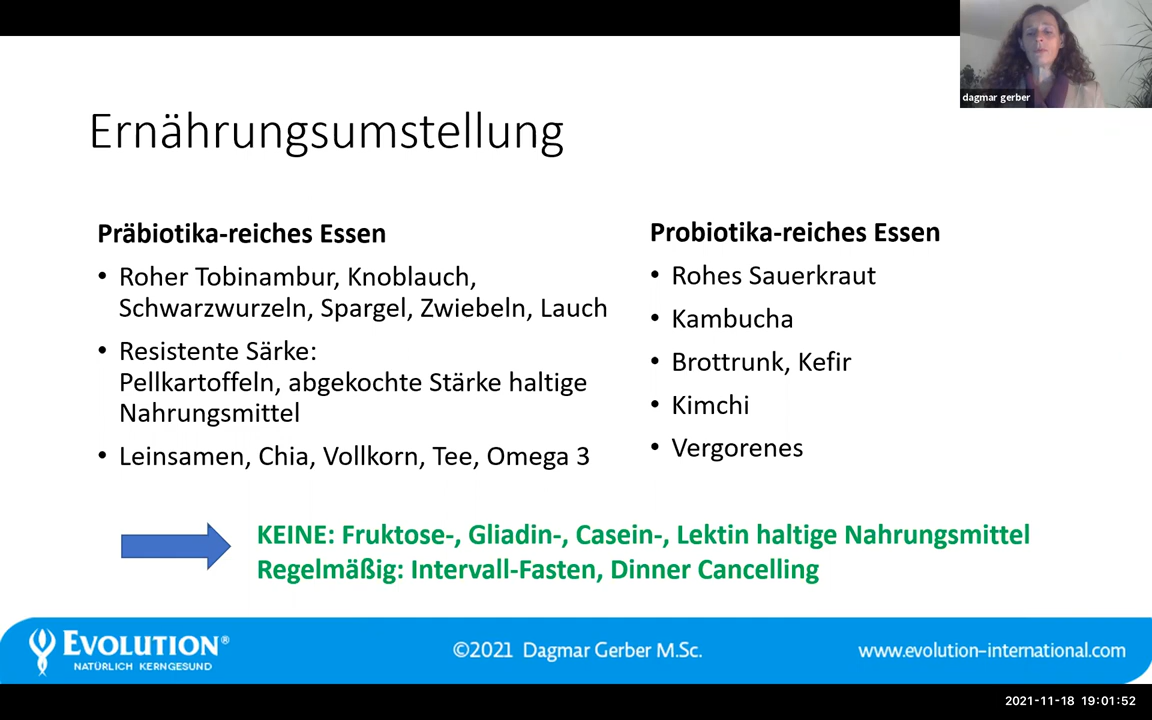 dagmar gerber
Ernährungsumstellung
Präbiotika-reiches Essen
• Roher Tobinambur, Knoblauch,
Schwarzwurzeln, Spargel, Zwiebeln, Lauch
• Resistente Särke:
Pellkartoffeln, abgekochte Stärke haltige
Nahrungsmittel
• Leinsamen, Chia, Vollkorn, Tee, Omega 3
Probiotika-reiches Essen
• Rohes Sauerkraut
• Kambucha
• Brottrunk, Kefir
• Kimchi
• Vergorenes
KEINE: Fruktose-, Gliadin-, Casein-, Lektin haltige Nahrungsmittel
Regelmäßig: Intervall-Fasten, Dinner Cancelling
EVOLUTION®
NATÜRLICH KERNGESUND
©2021 Dagmar Gerber M.Sc.
www.evolution-international.com
2021-11-18 19:01:52